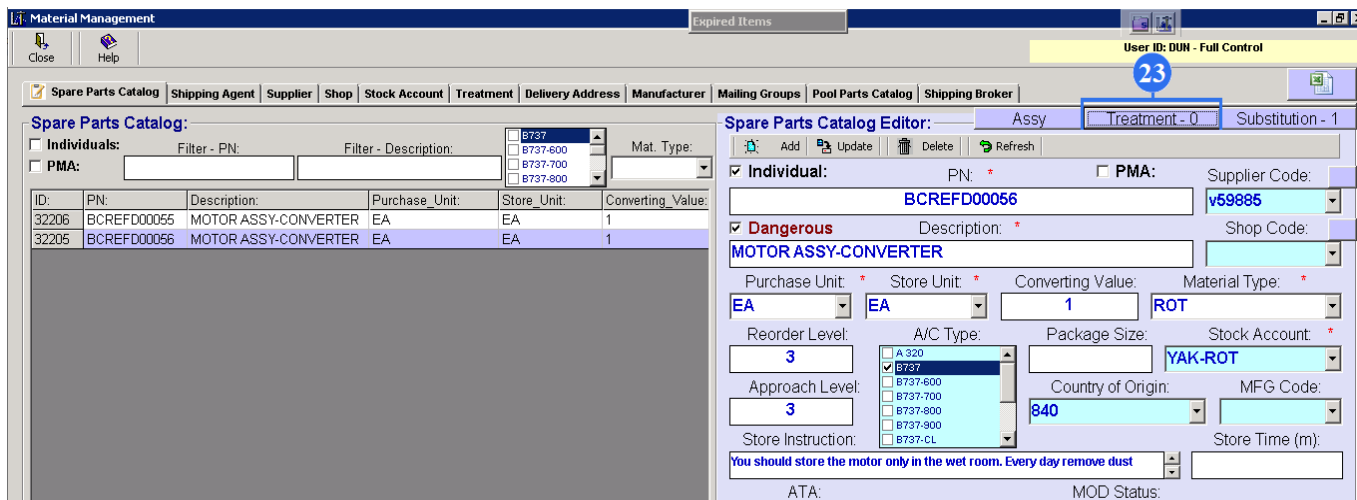 Material Management
Expired Items
Close
Help
User ID: DUN - Full Control
23
Spare Parts Catalog Shipping Agent Supplier Shop Stock Account Treatment Delivery Address Manufacturer Mailing Groups Pool Parts Catalog Shipping Broker
Spare Parts Catalog:
Individuals: Filter - PN: Filter - Description: Mat. Type:
PMA:
B737
B737-600
B737-700
B737-800
ID: PN: Description: Purchase_Unit: Store_Unit: Converting_Value:
32206 BCREFD00055 MOTOR ASSY-CONVERTER EA EA 1
32205 BCREFD00056 MOTOR ASSY-CONVERTER EA EA 1
Spare Parts Catalog Editor: Assy Treatment - 0 Substitution - 1
Add Update Delete Refresh
Individual: PN: * PMA: Supplier Code:
BCREFD00056 v59885
Dangerous Description: * Shop Code:
MOTOR ASSY-CONVERTER
Purchase Unit: * Store Unit: * Converting Value: Material Type: *
EA EA 1 ROT
Reorder Level: A/C Type: Package Size: Stock Account: *
3 YAK-ROT
A 320
B737
B737-600
B737-700
B737-800
B737-900
B737-CL
Approach Level: Country of Origin: MFG Code:
3 840
Store Instruction: Store Time (m):
You should store the motor only in the wet room. Every day remove dust
ATA: MOD Status: